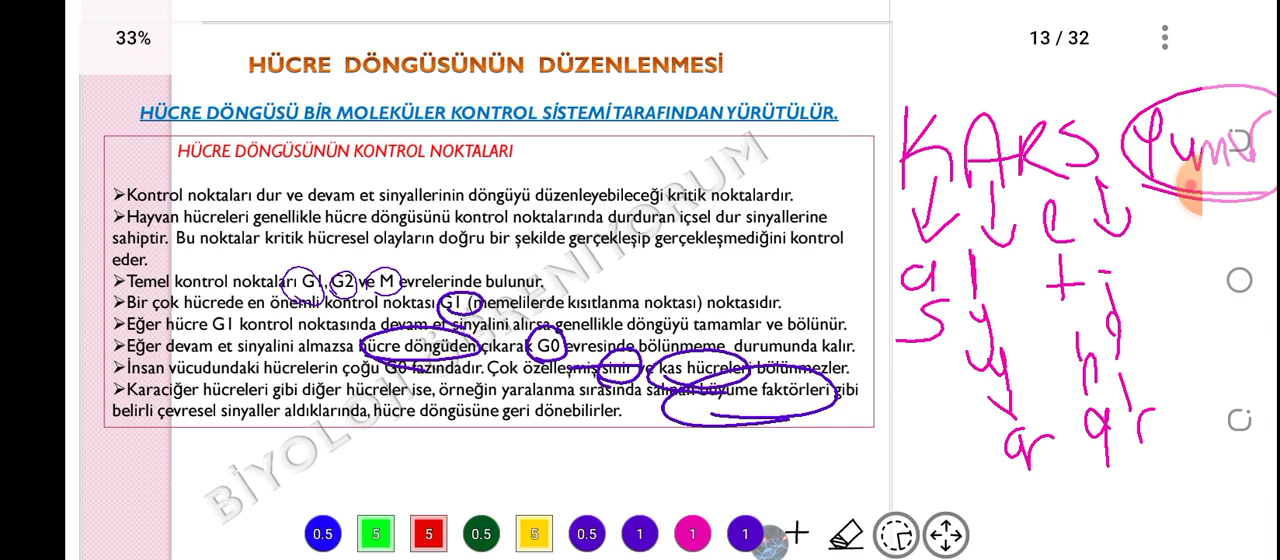 33%
13 / 32
HÜCRE DÖNGÜSÜNÜN DÜZENLENMESİ
HÜCRE DÖNGÜSÜ BİR MOLEKÜLER KONTROL SİSTEMİ TARAFINDAN YÜRÜTÜLÜR.
HÜCRE DÖNGÜSÜNÜN KONTROL NOKTALARI
➢Kontrol noktaları dur ve devam et sinyallerinin döngüyü düzenleyebileceği kritik noktalardır.
➢Hayvan hücreleri genellikle hücre döngüsünü kontrol noktalarında durduran içsel dur sinyallerine
sahiptir. Bu noktalar kritik hücresel olayların doğru bir şekilde gerçekleşip gerçekleşmediğini kontrol
eder.
➢Temel kontrol noktaları G1, G2 ve M evrelerinde bulunur.
➢Bir çok hücrede en önemli kontrol noktası G1 (memelilerde kısıtlanma noktası) noktasıdır.
➢Eğer hücre G1 kontrol noktasında devam et sinyalini alırsa genellikle döngüyü tamamlar ve bölünür.
➢Eğer devam et sinyalini almazsa hücre döngüden çıkarak G0 evresinde bölünmeme durumunda kalır.
➢İnsan vücudundaki hücrelerin çoğu G0 fazındadır. Çok özelleşmiş sinir ve kas hücreleri bölünmezler.
➢Karaciğer hücreleri gibi diğer hücreler ise, örneğin yaralanma sırasında salınan büyüme faktörleri gibi
belirli çevresel sinyaller aldıklarında, hücre döngüsüne geri dönebilirler.
BİYOLOJİ ÖĞRENİYORUM
KARS
0.5 5 5 0.5 5 0.5 1 1 1